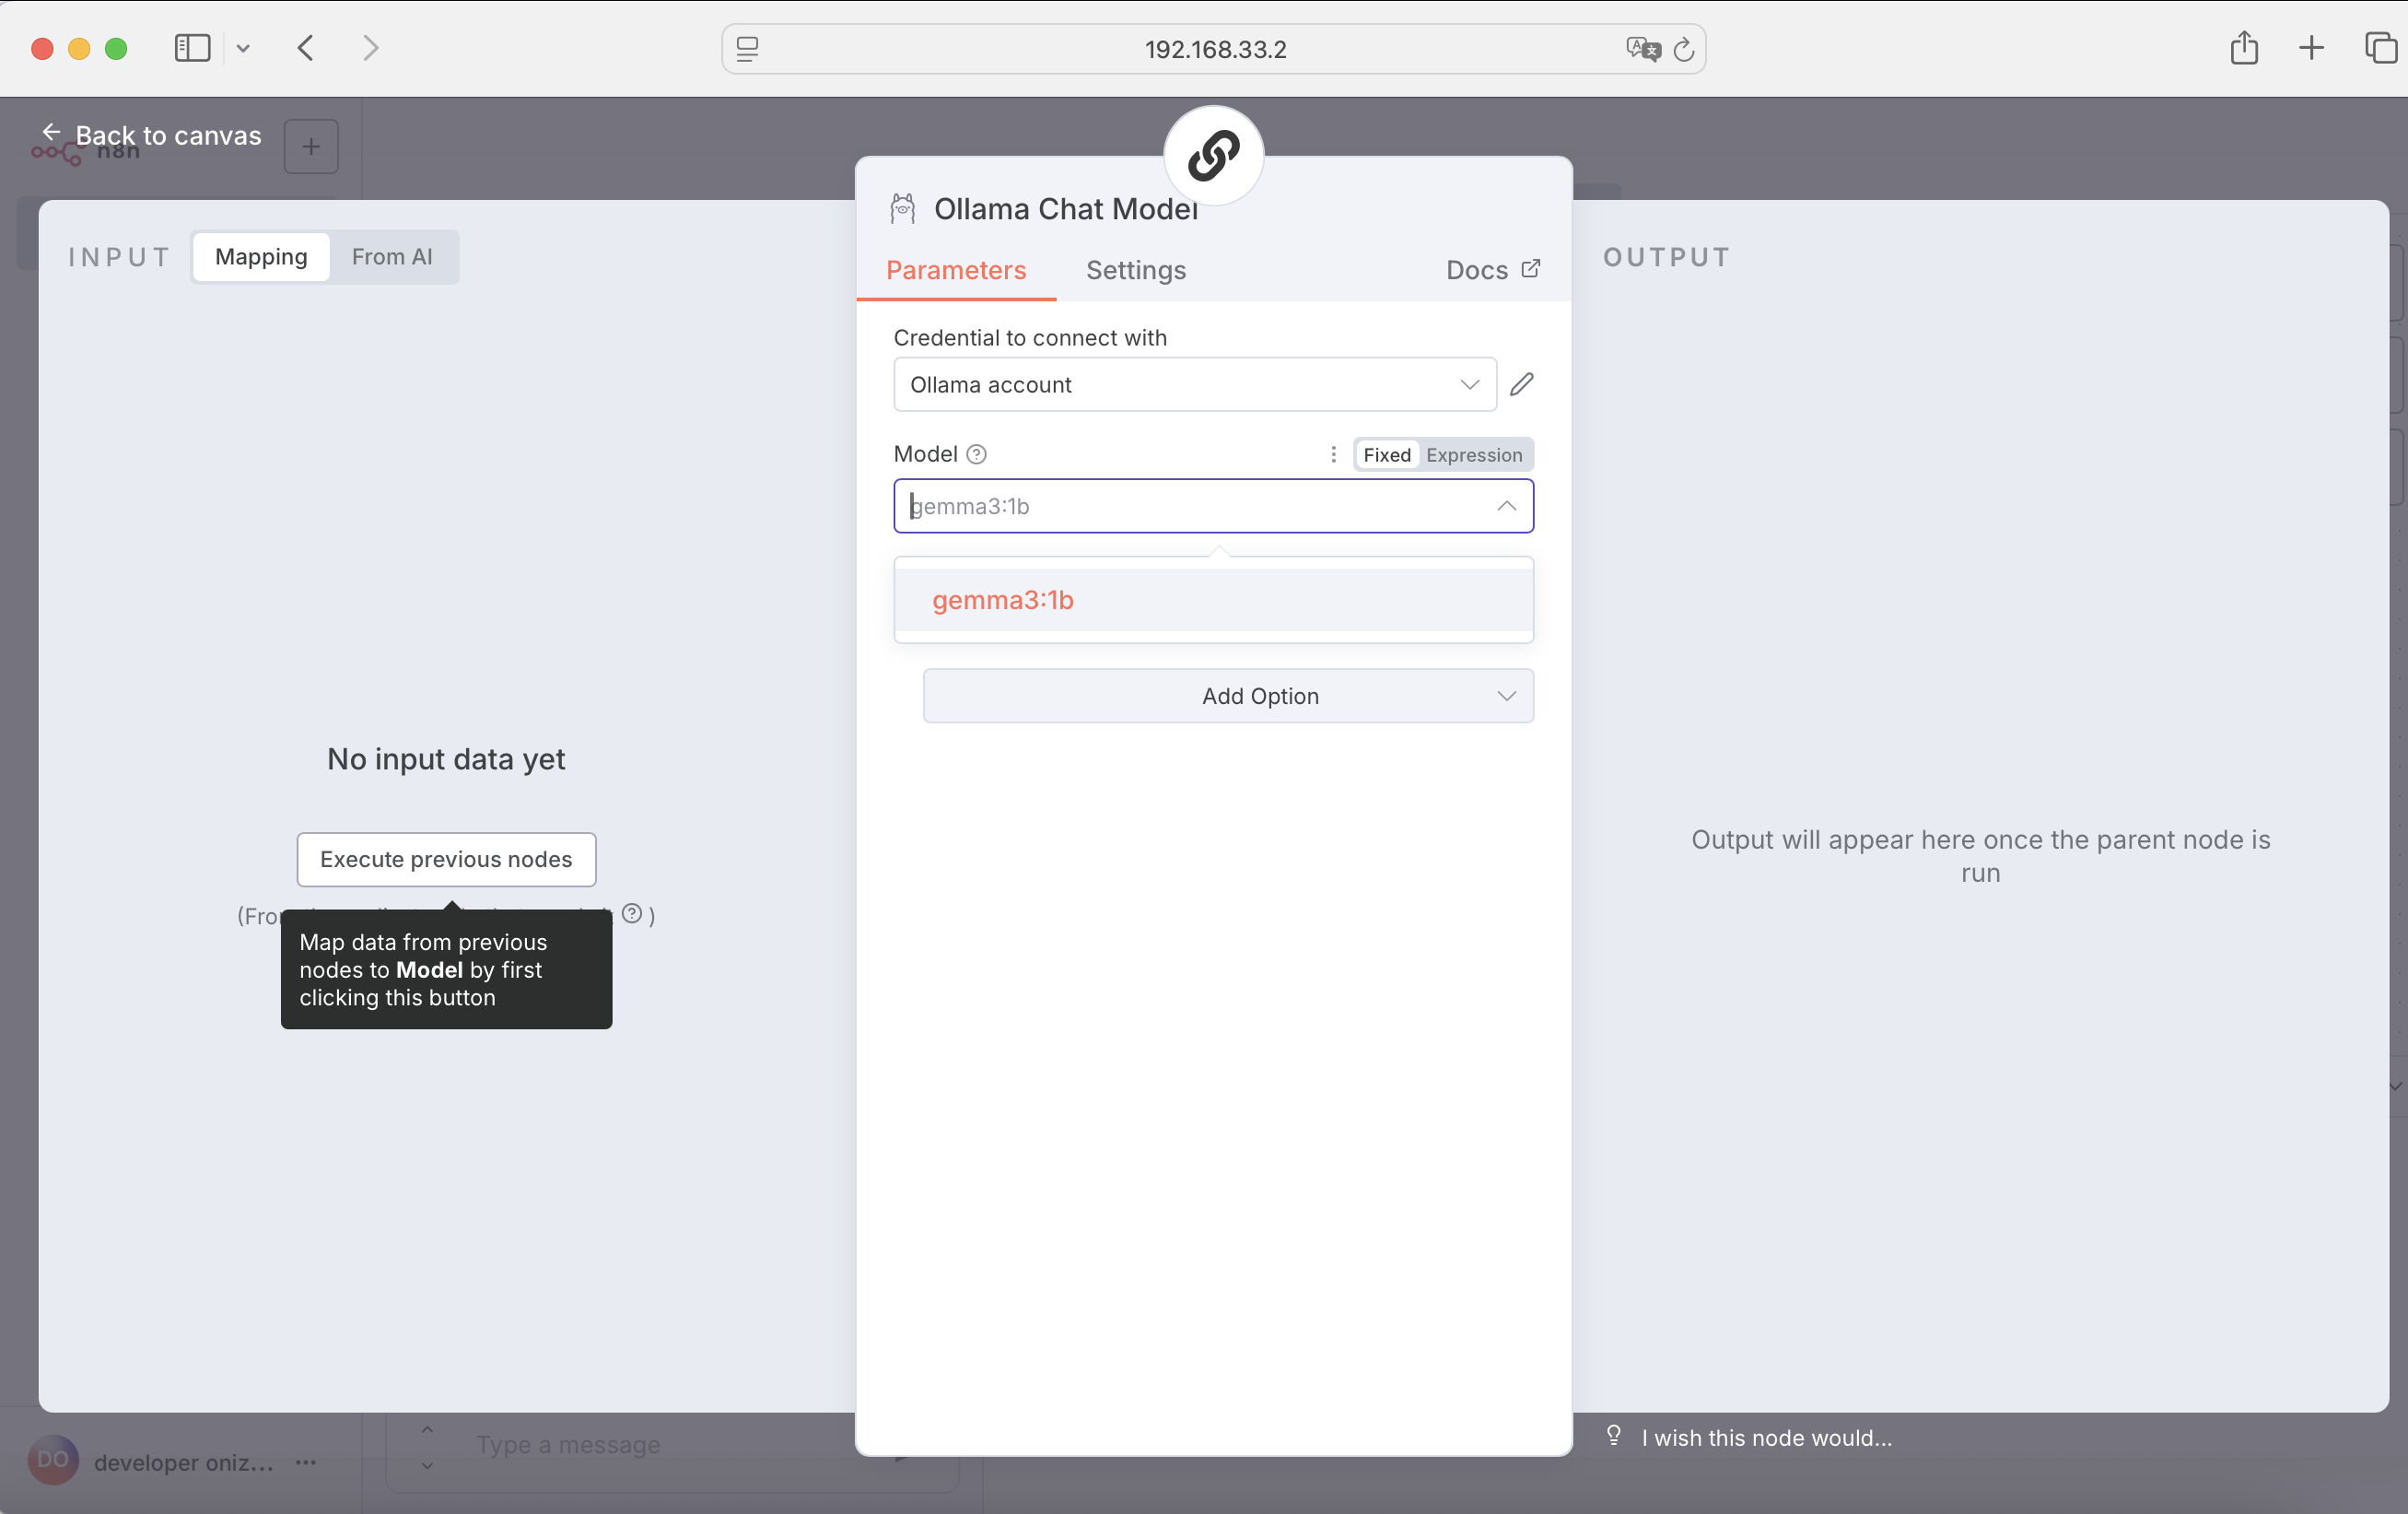 192.168.33.2
Back to canvas
n8n
INPUT
Mapping
From AI
No input data yet
Execute previous nodes
(Fro
)
Map data from previous
nodes to Model by first
clicking this button
Ollama Chat Model
Parameters
Settings
Docs
Credential to connect with
Ollama account
Model
Fixed
Expression
gemma3:1b
gemma3:1b
Add Option
OUTPUT
Output will appear here once the parent node is
run
I wish this node would...
DO
developer oniz...
Type a message